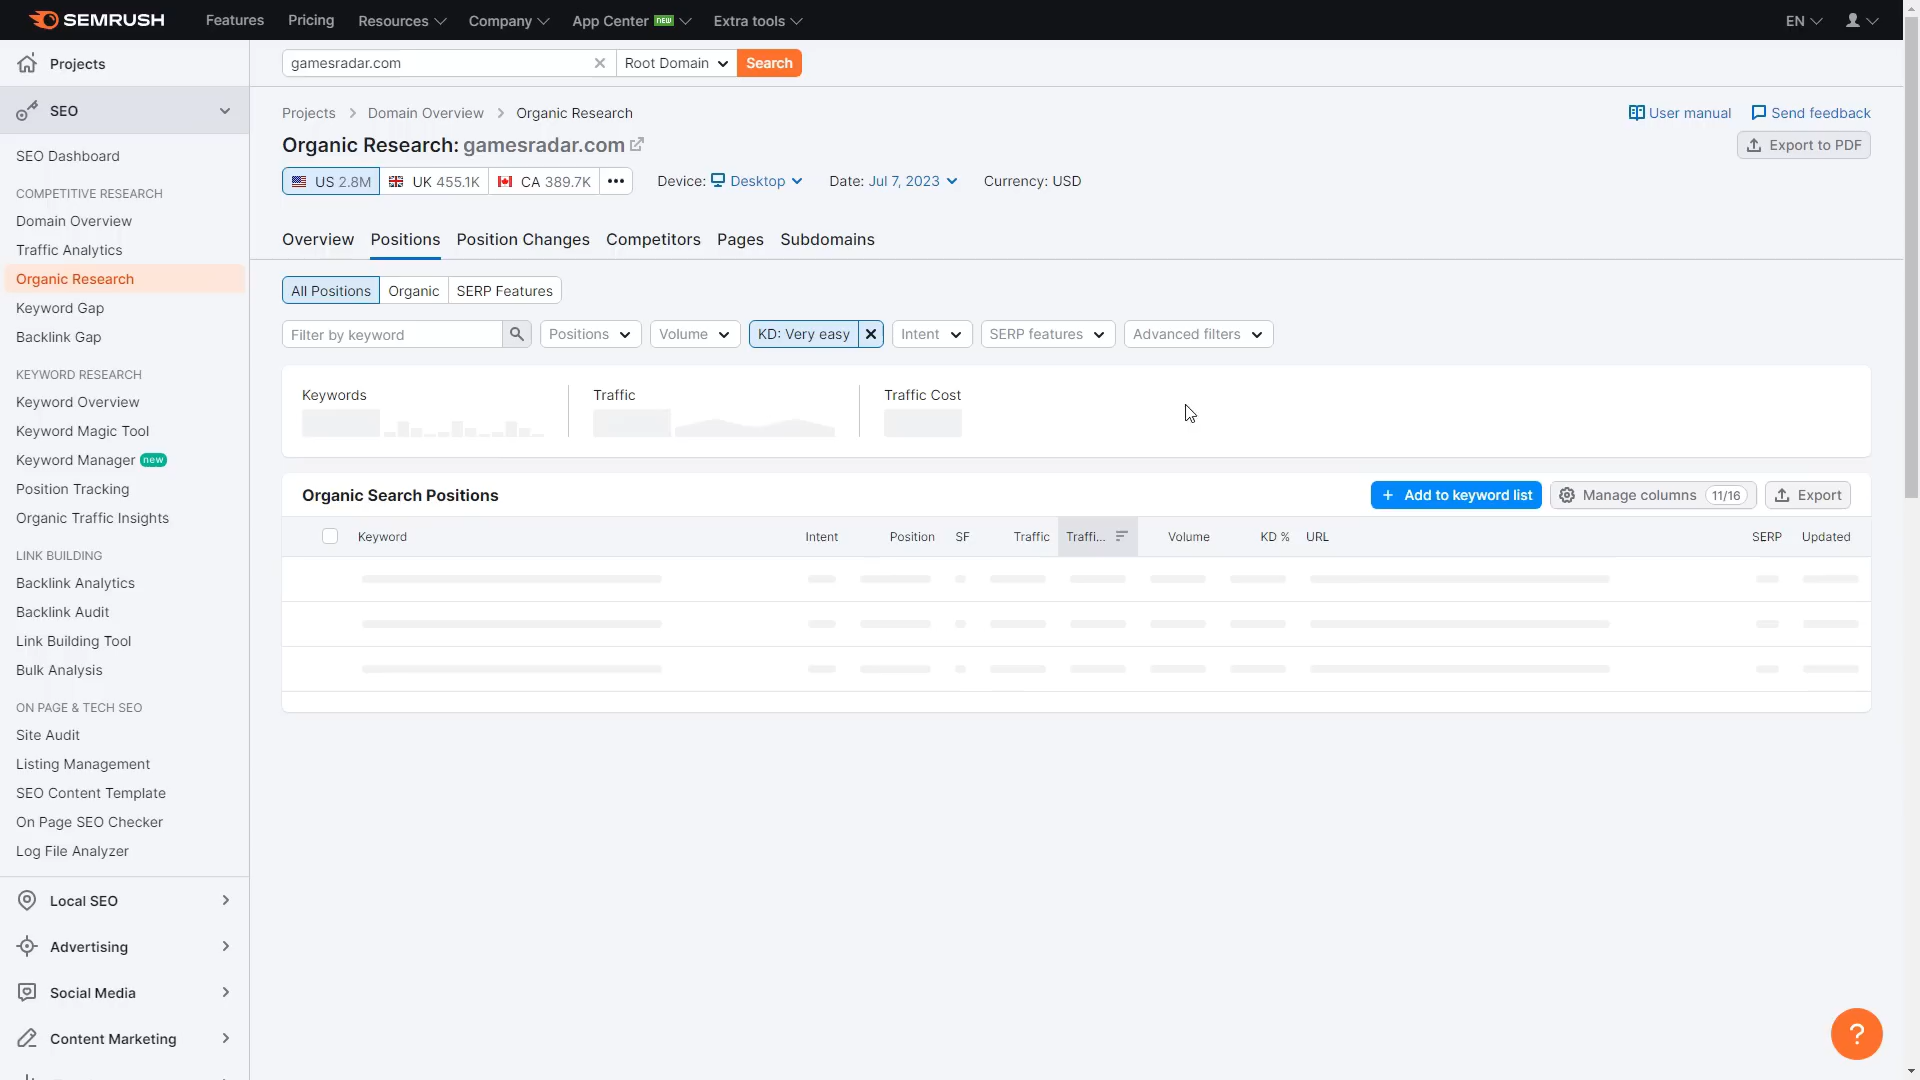 SEMRUSH Features Pricing Resources Company App Center NEW Extra tools EN
Projects
SEO
SEO Dashboard
COMPETITIVE RESEARCH
Domain Overview
Traffic Analytics
Organic Research
Keyword Gap
Backlink Gap
KEYWORD RESEARCH
Keyword Overview
Keyword Magic Tool
Keyword Manager new
Position Tracking
Organic Traffic Insights
LINK BUILDING
Backlink Analytics
Backlink Audit
Link Building Tool
Bulk Analysis
ON PAGE & TECH SEO
Site Audit
Listing Management
SEO Content Template
On Page SEO Checker
Log File Analyzer
Local SEO
Advertising
Social Media
Content Marketing
gamesradar.com Root Domain Search
Projects > Domain Overview > Organic Research User manual Send feedback
Organic Research: gamesradar.com Export to PDF
US 2.8M UK 455.1K CA 389.7K ••• Device: Desktop Date: Jul 7, 2023 Currency: USD
Overview Positions Position Changes Competitors Pages Subdomains
All Positions Organic SERP Features
Filter by keyword Positions Volume KD: Very easy Intent SERP features Advanced filters
Keywords Traffic Traffic Cost
Organic Search Positions + Add to keyword list Manage columns 11/16 Export
Keyword Intent Position SF Traffic Traffi... Volume KD % URL SERP Updated
?